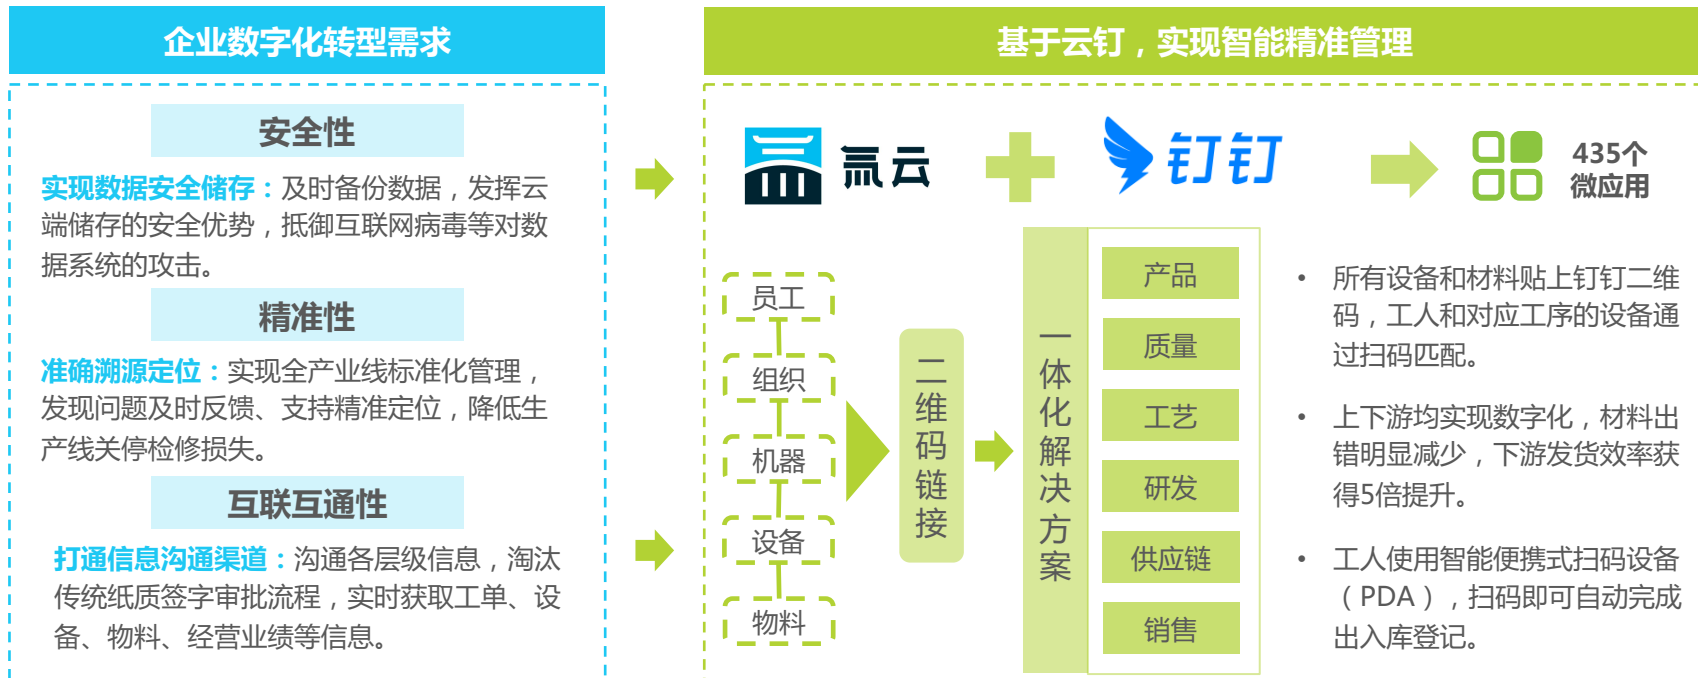 企业数字化转型需求
安全性
实现数据安全储存：及时备份数据，发挥云
端储存的安全优势，抵御互联网病毒等对数
据系统的攻击。
精准性
准确溯源定位：实现全产业线标准化管理，
发现问题及时反馈、支持精准定位，降低生
产线关停检修损失。
互联互通性
打通信息沟通渠道：沟通各层级信息，淘汰
传统纸质签字审批流程，实时获取工单、设
备、物料、经营业绩等信息。
基于云钉，实现智能精准管理
氚云
钉钉
435个
微应用
员工
组织
机器
设备
物料
二维码链接
一体化解决方案
产品
质量
工艺
研发
供应链
销售
• 所有设备和材料贴上钉钉二维
码，工人和对应工序的设备通
过扫码匹配。
• 上下游均实现数字化，材料出
错明显减少，下游发货效率获
得5倍提升。
• 工人使用智能便携式扫码设备
（PDA），扫码即可自动完成
出入库登记。